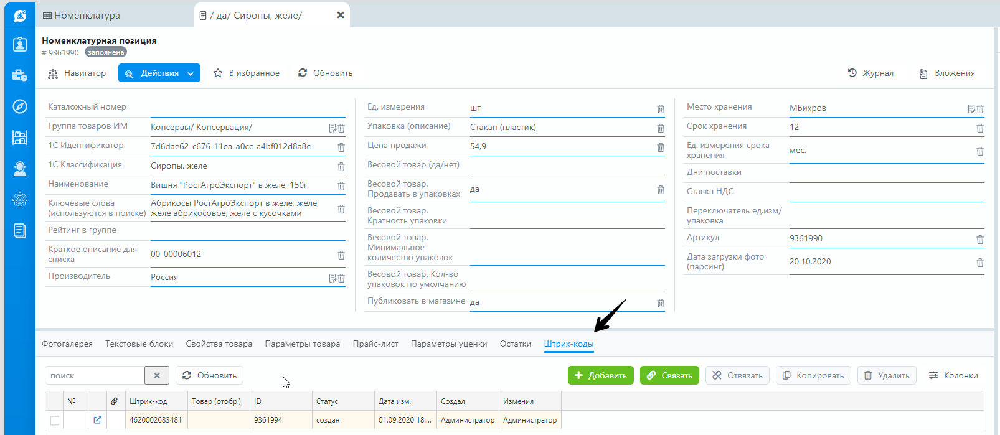 Номенклатура
/ да/ Сиропы, желе/
Номенклатурная позиция
# 9361990 заполнена
Навигатор
Действия
В избранное
Обновить
Журнал
Вложения
Каталожный номер
Группа товаров ИМ Консервы/ Консервация/
1С Идентификатор 7d6dae62-c676-11ea-a0cc-a4bf012d8a8c
1С Классификация Сиропы, желе
Наименование Вишня "РостАгроЭкспорт" в желе, 150г.
Ключевые слова
(используются в поиске)
Абрикосы РостАгроЭкспорт в желе, желе,
желе абрикосовое, желе с кусочками
Рейтинг в группе
Краткое описание для
списка
00-00006012
Производитель Россия
Ед. измерения шт
Упаковка (описание) Стакан (пластик)
Цена продажи 54,9
Весовой товар (да/нет)
Весовой товар.
Продавать в упаковках
да
Весовой товар.
Кратность упаковки
Весовой товар.
Минимальное
количество упаковок
Весовой товар. Кол-во
упаковок по умолчанию
Публиковать в магазине да
Место хранения МВихров
Срок хранения 12
Ед. измерения срока
хранения
мес.
Дни поставки
Ставка НДС
Переключатель ед.изм/
упаковка
Артикул 9361990
Дата загрузки фото
(парсинг)
20.10.2020
Фотогалерея Текстовые блоки Свойства товара Параметры товара Прайс-лист Параметры уценки Остатки Штрих-коды
поиск
Обновить
Добавить
Связать
Отвязать
Копировать
Удалить
Колонки
№ Штрих-код Товар (отобр.) ID Статус Дата изм. Создал Изменил
4620002683481 9361994 создан 01.09.2020 18:... Администратор Администратор